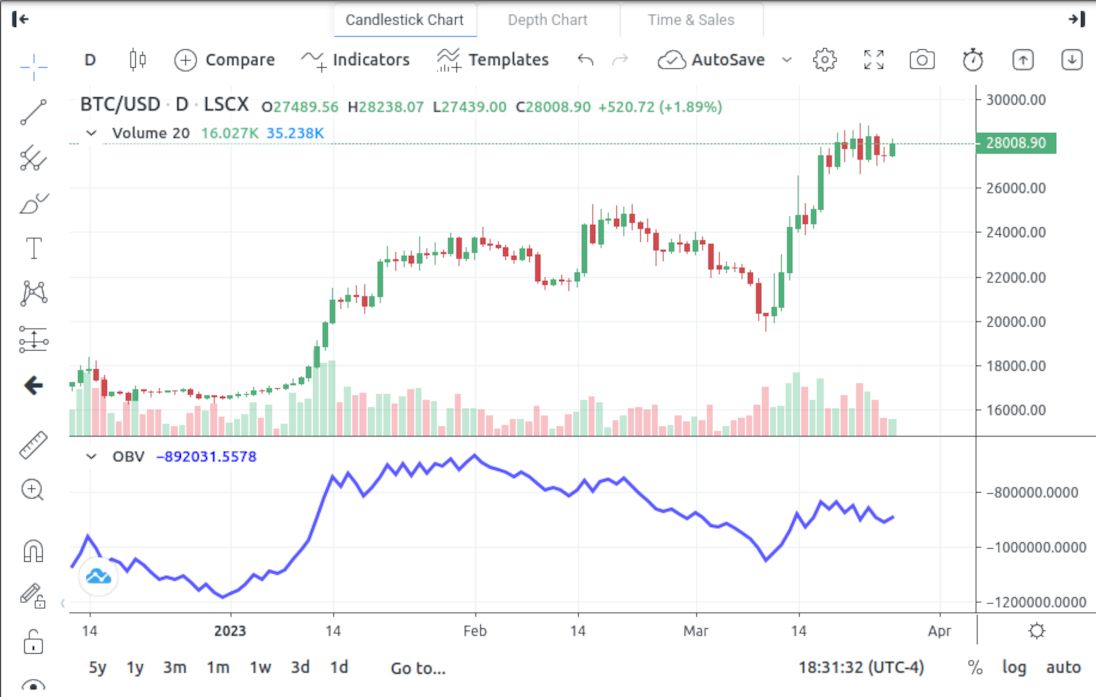 Candlestick Chart Depth Chart Time & Sales
D Compare Indicators Templates AutoSave
BTC/USD · D · LSCX O27489.56 H28238.07 L27439.00 C28008.90 +520.72 (+1.89%)
Volume 20 16.027K 35.238K
30000.00
28008.90
26000.00
24000.00
22000.00
20000.00
18000.00
16000.00
OBV −892031.5578
−800000.0000
−1000000.0000
−1200000.0000
14 2023 14 Feb 14 Mar 14 Apr
5y 1y 3m 1m 1w 3d 1d Go to... 18:31:32 (UTC-4) % log auto